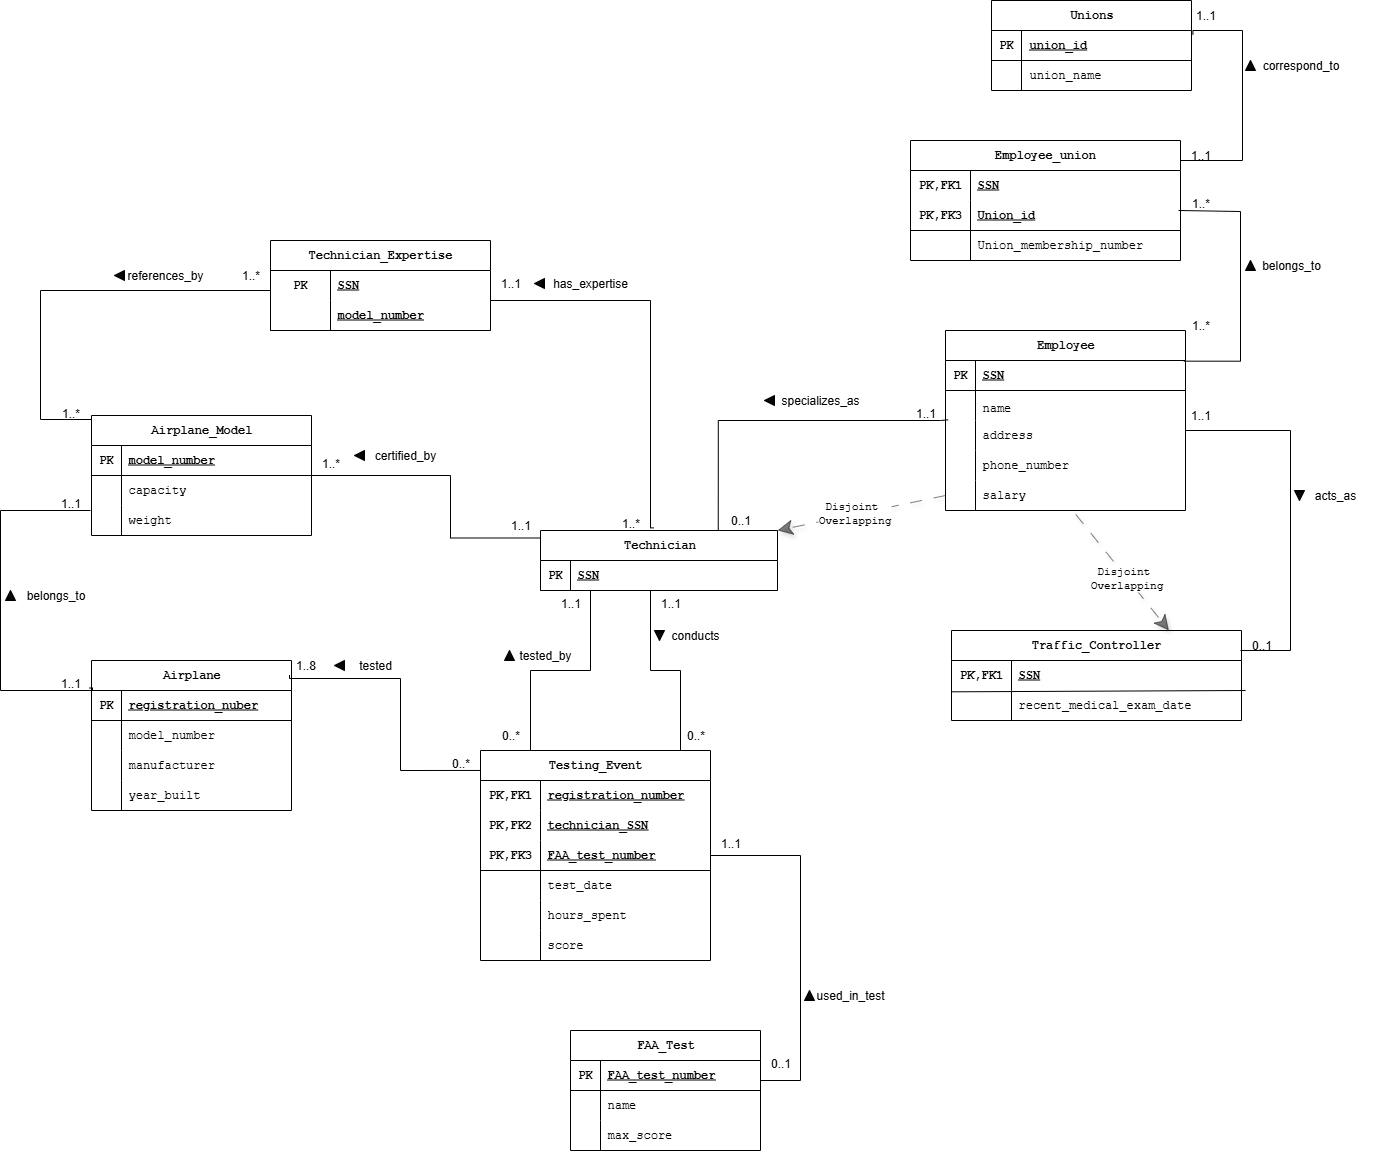 Unions
1..1
PK union_id
union_name
correspond_to
Employee_union
1..1
PK,FK1 SSN
PK,FK3 Union_id
1..*
Union_membership_number
belongs_to
1..*
Technician_Expertise
PK SSN
model_number
references_by
1..*
1..1
has_expertise
1..*
Employee
PK SSN
name
address
phone_number
salary
specializes_as
1..1
1..1
acts_as
Airplane_Model
PK model_number
capacity
weight
1..*
certified_by
1..1
1..1
1..*
0..1
Disjoint
Overlapping
Technician
PK SSN
Disjoint
Overlapping
belongs_to
1..1
1..1
conducts
tested_by
Traffic_Controller
0..1
PK,FK1 SSN
recent_medical_exam_date
1..1
Airplane
1..8
tested
PK registration_nuber
model_number
manufacturer
year_built
0..*
0..*
0..*
Testing_Event
PK,FK1 registration_number
PK,FK2 technician_SSN
PK,FK3 FAA_test_number
1..1
test_date
hours_spent
score
used_in_test
FAA_Test
0..1
PK FAA_test_number
name
max_score